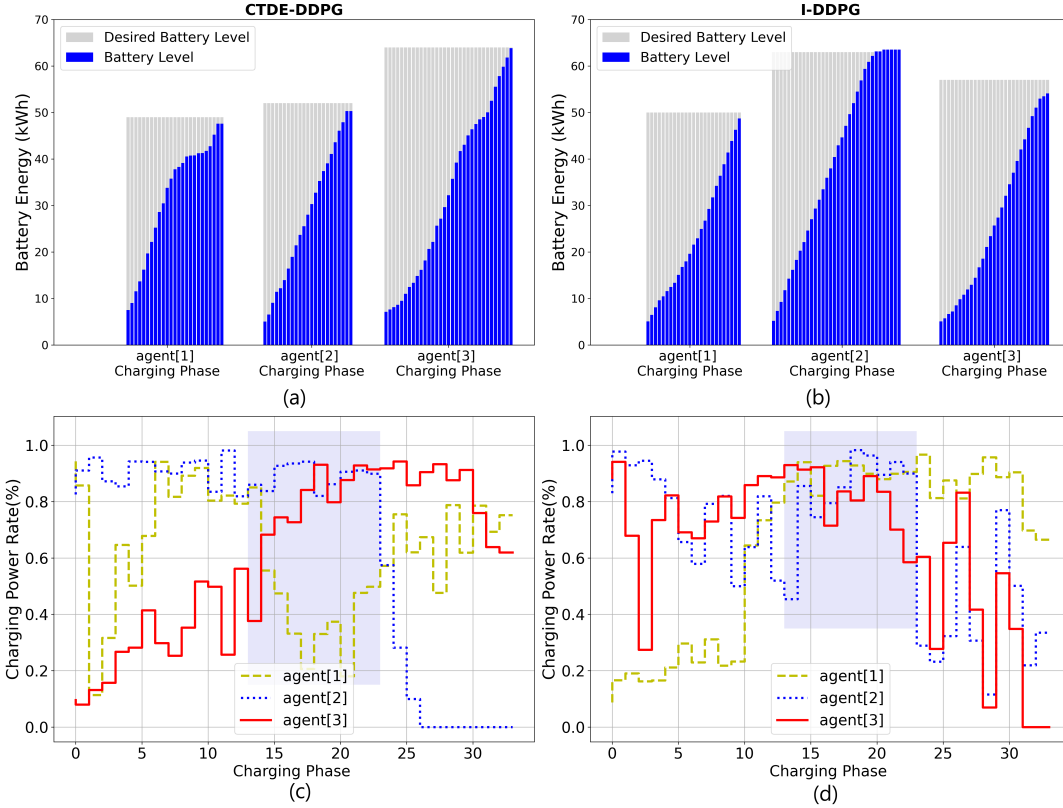 CTDE-DDPG
70
60
50
40
30
20
10
0
Battery Energy (kWh)
Desired Battery Level
Battery Level
agent[1]
Charging Phase
agent[2]
Charging Phase
agent[3]
Charging Phase
(a)
I-DDPG
70
60
50
40
30
20
10
0
Battery Energy (kWh)
Desired Battery Level
Battery Level
agent[1]
Charging Phase
agent[2]
Charging Phase
agent[3]
Charging Phase
(b)
1.0
0.8
0.6
0.4
0.2
0.0
Charging Power Rate(%)
agent[1]
agent[2]
agent[3]
0 5 10 15 20 25 30
Charging Phase
(c)
1.0
0.8
0.6
0.4
0.2
0.0
Charging Power Rate(%)
agent[1]
agent[2]
agent[3]
0 5 10 15 20 25 30
Charging Phase
(d)